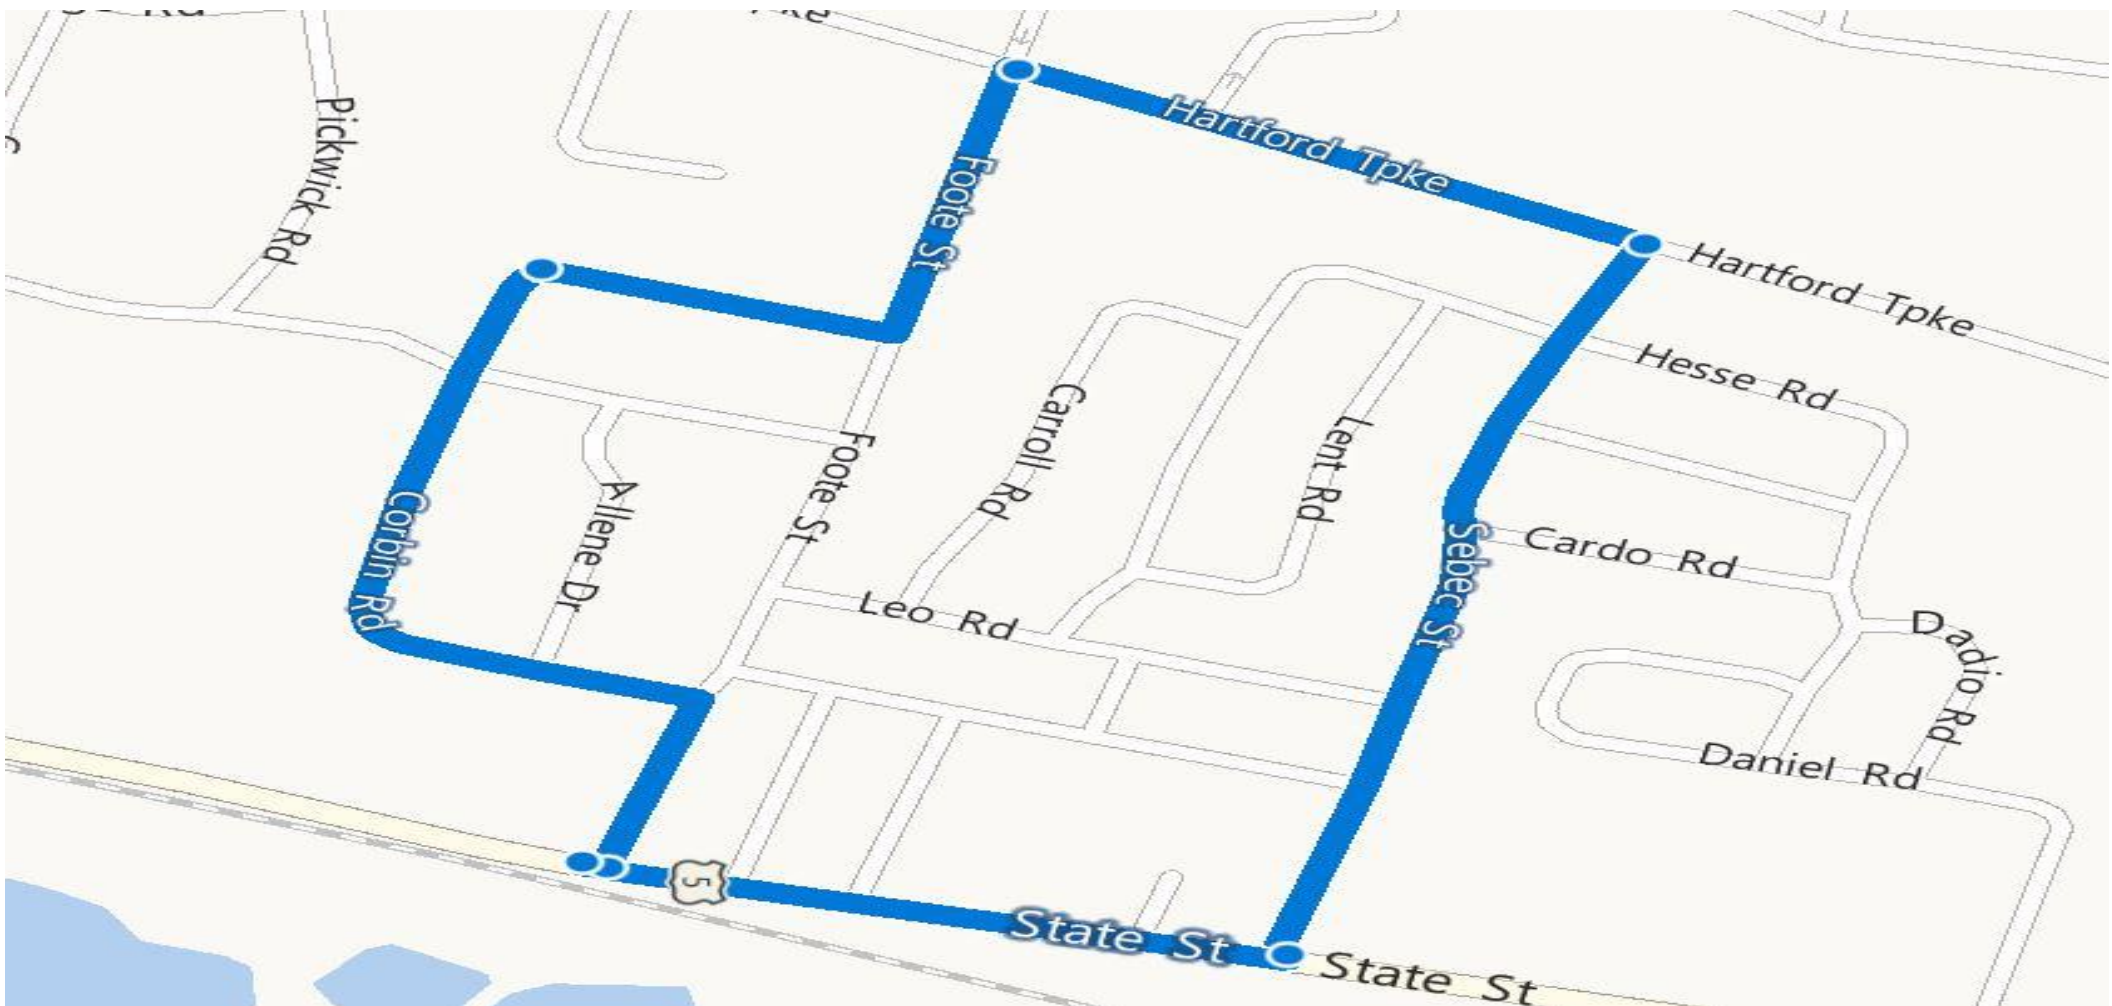 Pickwick Rd
Hartford Tpke
Foote St
Hartford Tpke
Hesse Rd
Carroll Rd
Lent Rd
Foote St
Allene Dr
Corbin Rd
Sebec St
Cardo Rd
Leo Rd
Dadio Rd
Daniel Rd
5
State St
State St